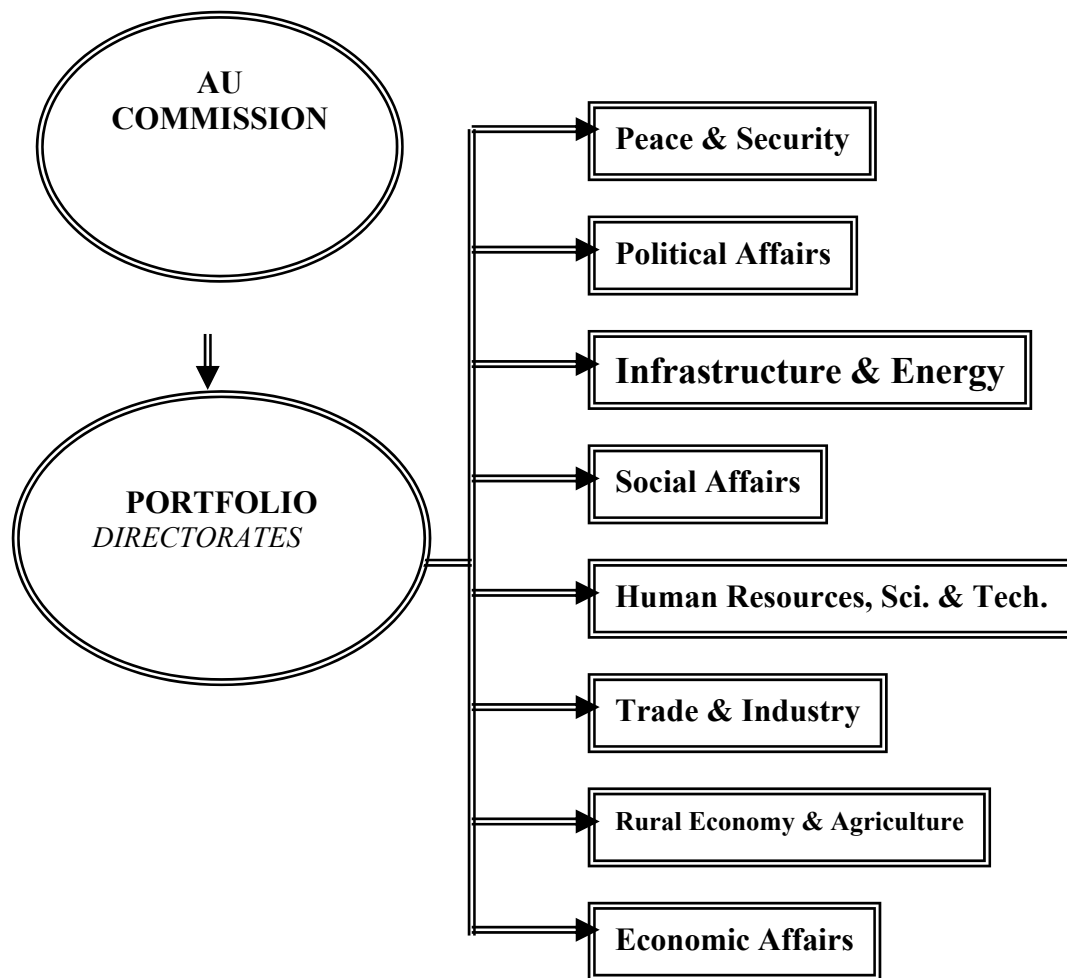 AU
COMMISSION
Peace & Security
Political Affairs
Infrastructure & Energy
Social Affairs
PORTFOLIO
DIRECTORATES
Human Resources, Sci. & Tech.
Trade & Industry
Rural Economy & Agriculture
Economic Affairs